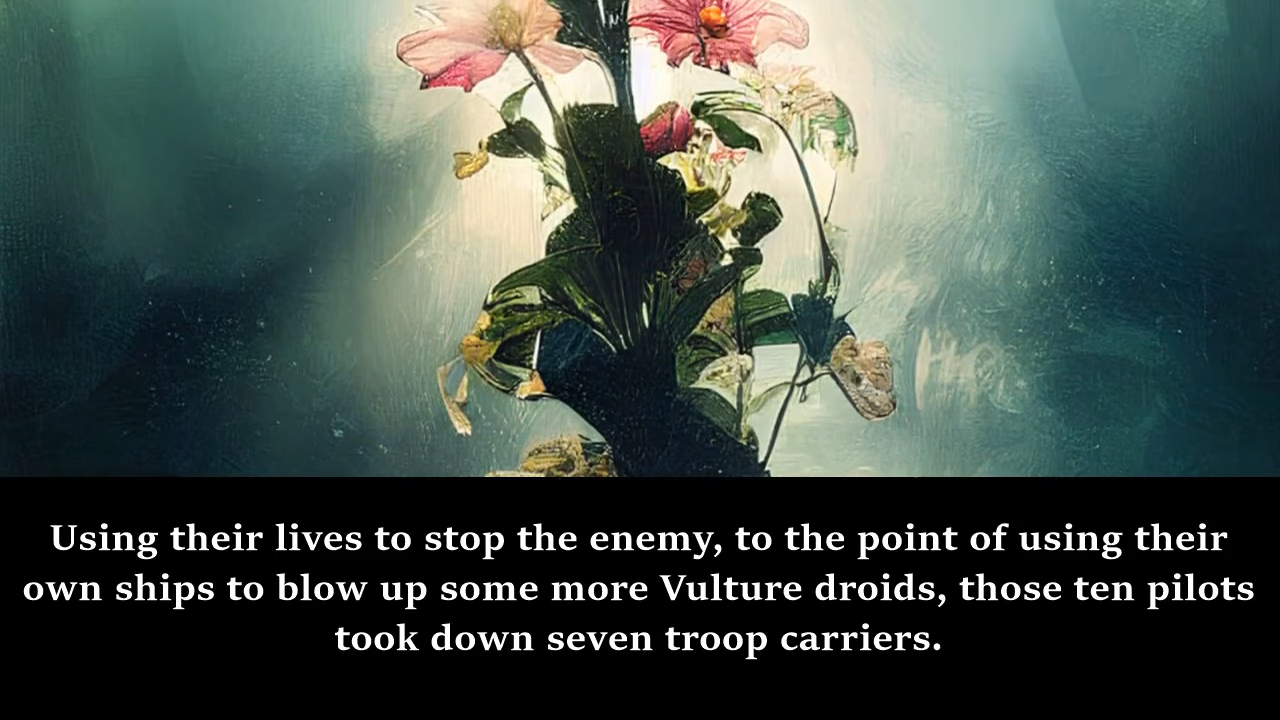 Using their lives to stop the enemy, to the point of using their
own ships to blow up some more Vulture droids, those ten pilots
took down seven troop carriers.